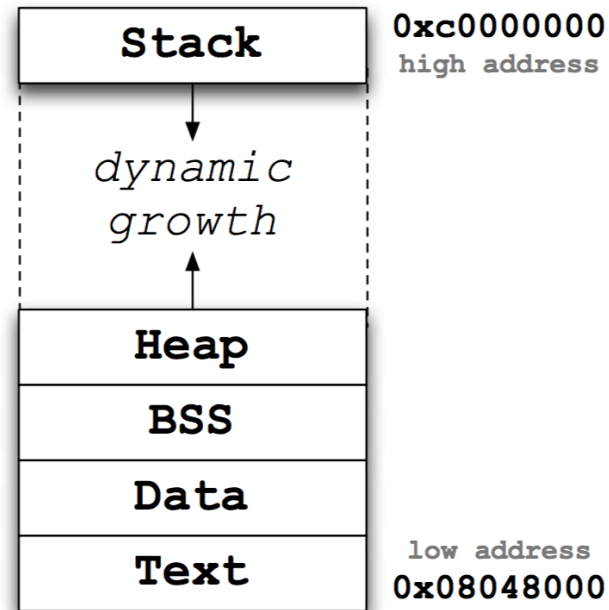 Stack
0xc0000000
high address
dynamic
growth
Heap
BSS
Data
Text
low address
0x08048000